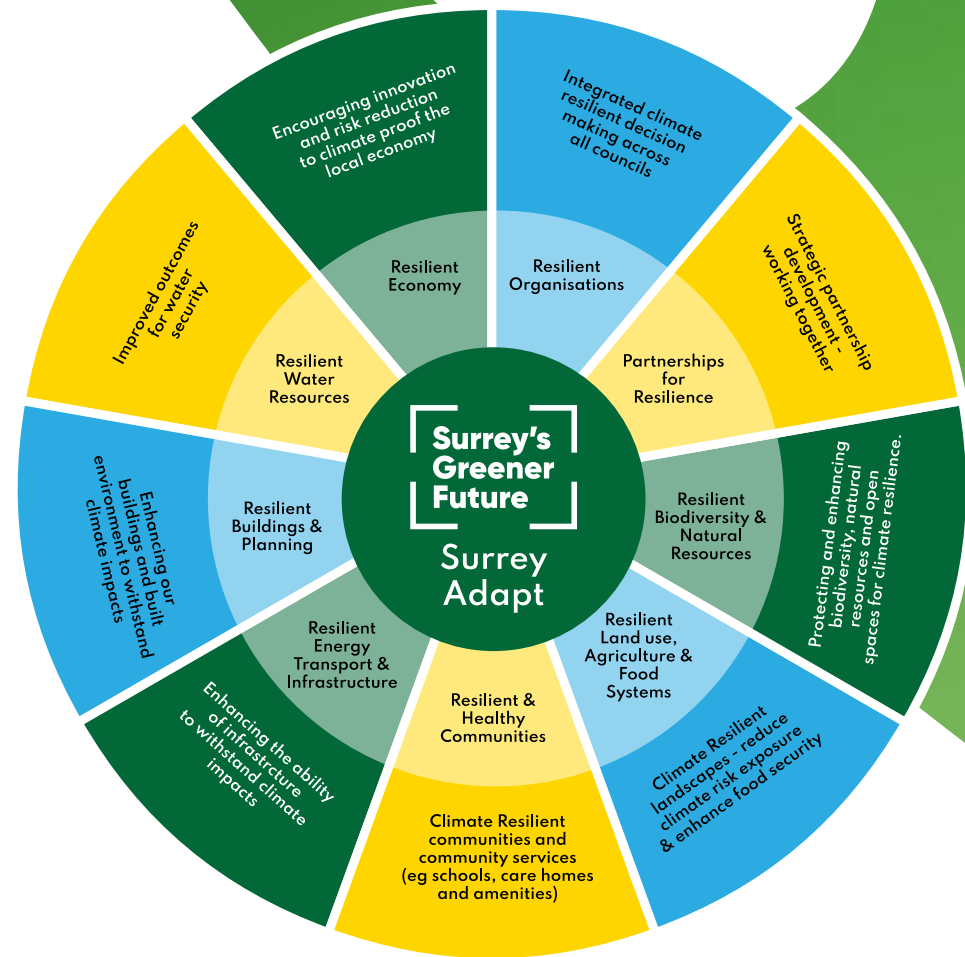 Surrey's
Greener
Future
Surrey
Adapt
Resilient
Organisations
Integrated climate
resilient decision
making across
all councils
Partnerships
for
Resilience
Strategic partnership
development -
working together
Resilient
Biodiversity &
Natural
Resources
Protecting and enhancing
biodiversity, natural
resources and open
spaces for climate resilience.
Resilient
Land use,
Agriculture &
Food
Systems
Climate Resilient
landscapes - reduce
climate risk exposure
& enhance food security
Resilient &
Healthy
Communities
Climate Resilient
communities and
community services
(eg schools, care homes
and amenities)
Resilient
Energy
Transport &
Infrastructure
Enhancing the ability
of infrastrcture
to withstand climate
impacts
Resilient
Buildings &
Planning
Enhancing our
buildings and built
environment to withstand
climate impacts
Resilient
Water
Resources
Improved outcomes
for water
security
Resilient
Economy
Encouraging innovation
and risk reduction
to climate proof the
local economy